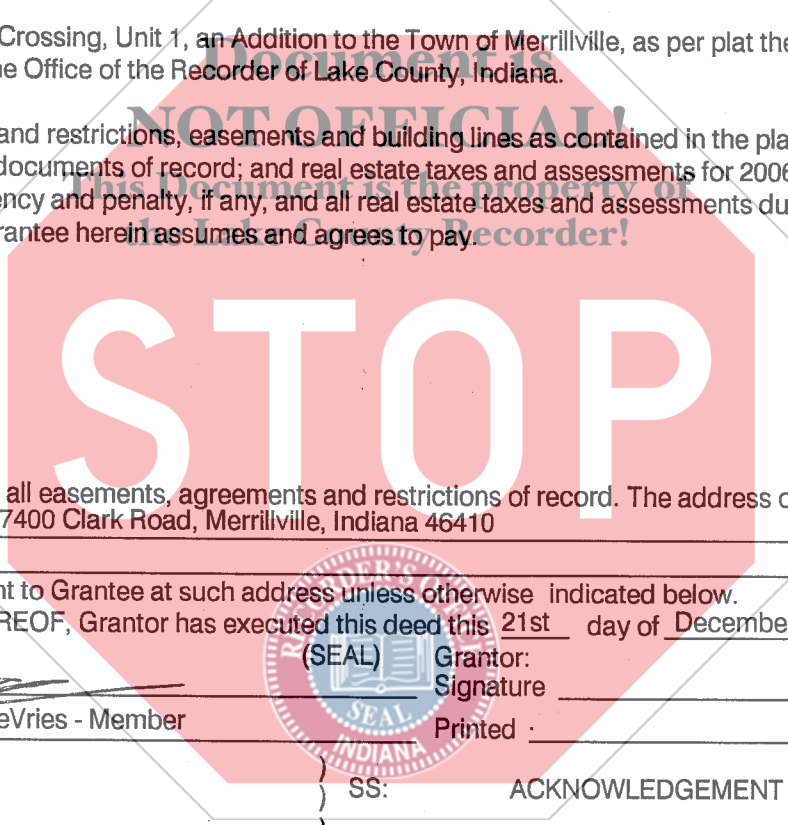 Crossing, Unit 1, an Addition to the Town of Merrillville, as per plat the
e Office of the Recorder of Lake County, Indiana.
Document is
NOT OFFICIAL!
This Document is the property of
the Lake County Recorder!
and restrictions, easements and building lines as contained in the pla
documents of record; and real estate taxes and assessments for 2006
ency and penalty, if any, and all real estate taxes and assessments du
rantee herein assumes and agrees to pay.
STOP
all easements, agreements and restrictions of record. The address o
7400 Clark Road, Merrillville, Indiana 46410
nt to Grantee at such address unless otherwise indicated below.
REOF, Grantor has executed this deed this 21st day of Decembe
(SEAL) Grantor:
Signature
eVries - Member
Printed
RECORDER'S OFFICE
SEAL
INDIANA
) SS: ACKNOWLEDGEMENT
)